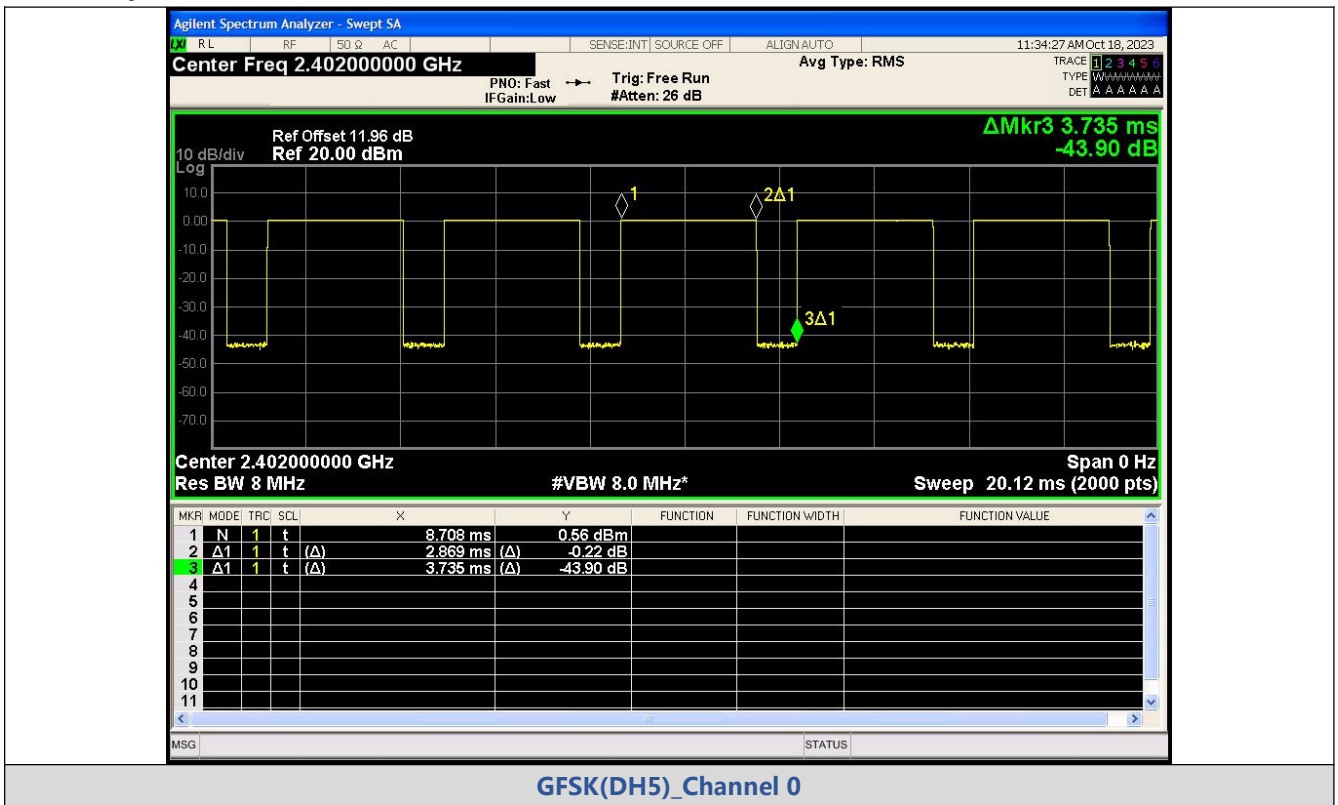 Agilent Spectrum Analyzer - Swept SA
LXI RL RF 50 Ω AC SENSE:INT SOURCE OFF ALIGN AUTO 11:34:27 AM Oct 18, 2023
Center Freq 2.402000000 GHz Avg Type: RMS TRACE 1 2 3 4 5 6
PNO: Fast Trig: Free Run TYPE
IFGain:Low #Atten: 26 dB DET A A A A A A
ΔMkr3 3.735 ms
Ref Offset 11.96 dB
10 dB/div Ref 20.00 dBm -43.90 dB
Log
10.0
1 2Δ1
0.00
-10.0
-20.0
-30.0
3Δ1
-40.0
-50.0
-60.0
-70.0
Center 2.402000000 GHz Span 0 Hz
Res BW 8 MHz #VBW 8.0 MHz* Sweep 20.12 ms (2000 pts)
MKR MODE TRC SCL X Y FUNCTION FUNCTION WIDTH FUNCTION VALUE
1 N 1 t 8.708 ms 0.56 dBm
2 Δ1 1 t (Δ) 2.869 ms (Δ) -0.22 dB
3 Δ1 1 t (Δ) 3.735 ms (Δ) -43.90 dB
4
5
6
7
8
9
10
11
MSG STATUS
GFSK(DH5)_Channel 0